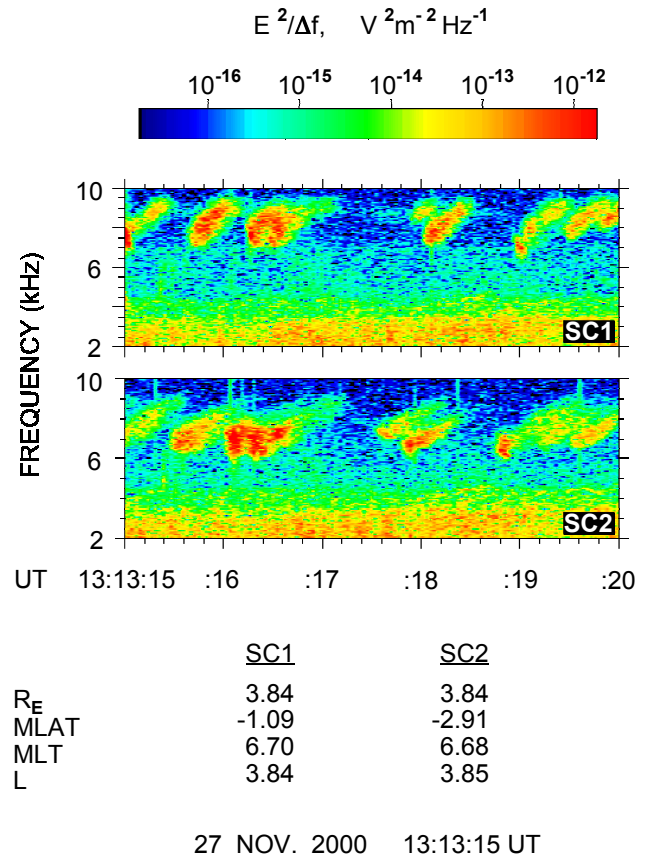 E ²/Δf, V ²m⁻² Hz⁻¹
10⁻¹⁶ 10⁻¹⁵ 10⁻¹⁴ 10⁻¹³ 10⁻¹²
FREQUENCY (kHz)
10
6
2
SC1
10
6
2
SC2
UT 13:13:15 :16 :17 :18 :19 :20
SC1 SC2
R_E 3.84 3.84
MLAT -1.09 -2.91
MLT 6.70 6.68
L 3.84 3.85
27 NOV. 2000 13:13:15 UT